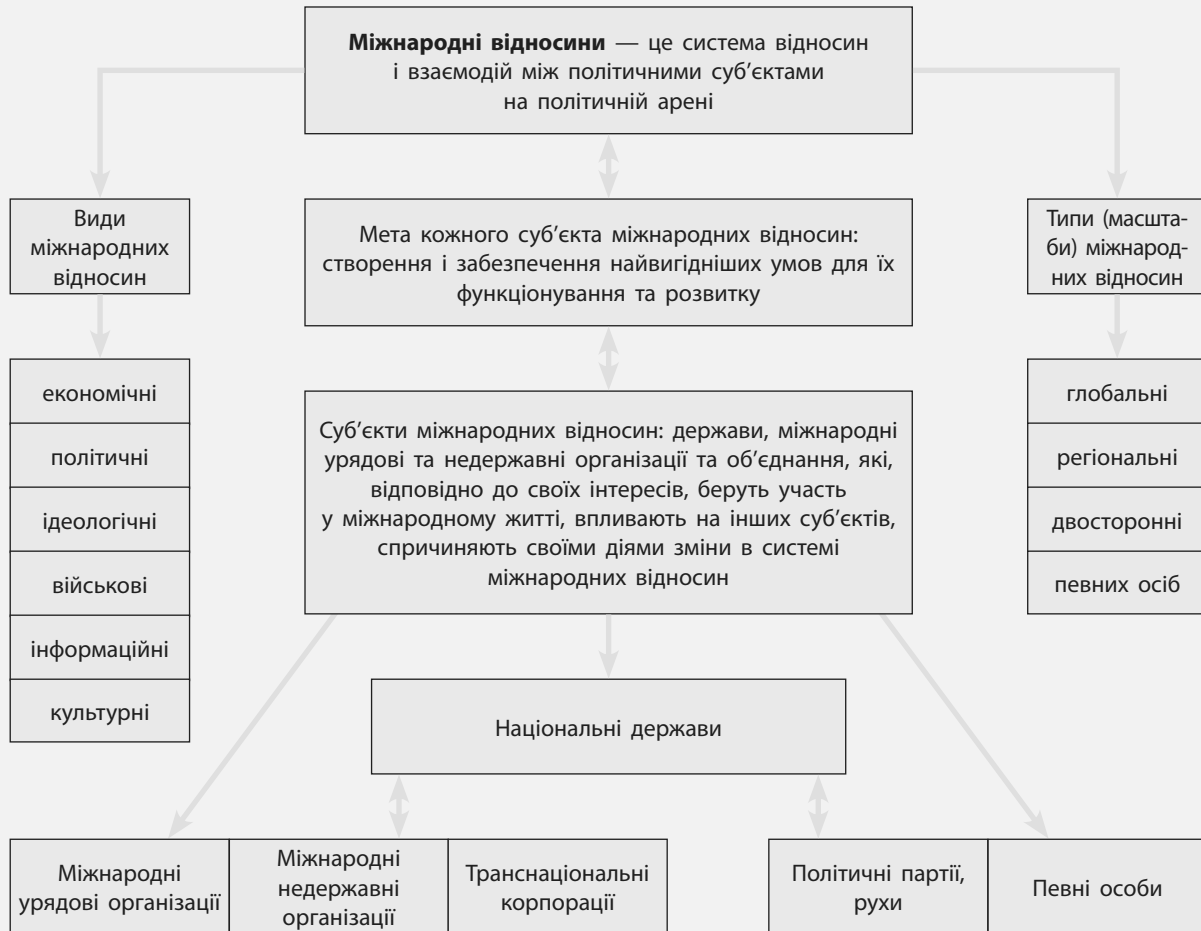 Міжнародні відносини — це система відносин
і взаємодій між політичними суб’єктами
на політичній арені
Види
міжнародних
відносин
Мета кожного суб’єкта міжнародних відносин:
створення і забезпечення найвигідніших умов для їх
функціонування та розвитку
Типи (масшта-
би) міжнарод-
них відносин
економічні
політичні
ідеологічні
військові
інформаційні
культурні
Суб’єкти міжнародних відносин: держави, міжнародні
урядові та недержавні організації та об’єднання, які,
відповідно до своїх інтересів, беруть участь
у міжнародному житті, впливають на інших суб’єктів,
спричиняють своїми діями зміни в системі
міжнародних відносин
глобальні
регіональні
двосторонні
певних осіб
Національні держави
Міжнародні
урядові організації
Міжнародні
недержавні
організації
Транснаціональні
корпорації
Політичні партії,
рухи
Певні особи